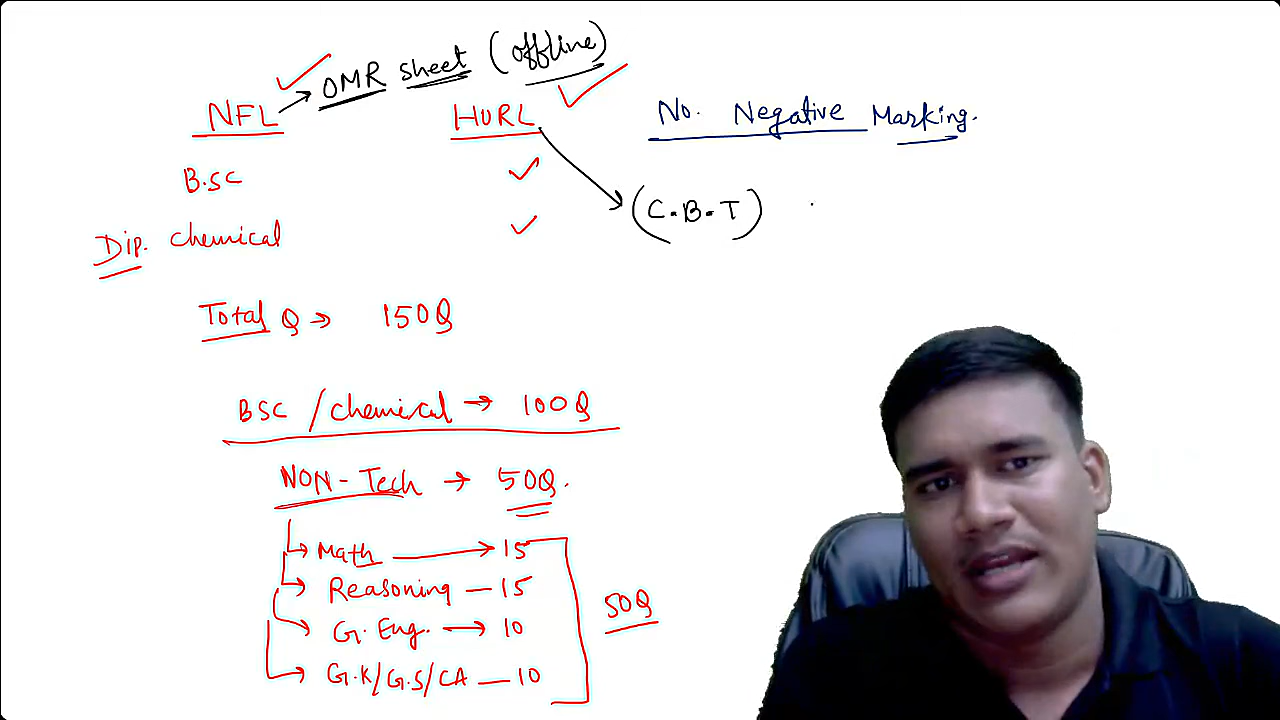 OMR sheet (offline)
NFL HURL No. Negative Marking.
B.SC
(C.B.T)
Dip. Chemical
Total Q → 150Q
BSC / chemical → 100Q
NON-Tech → 50Q.
Math → 15
Reasoning — 15
G. Eng. → 10
50Q
G.K/G.S/CA — 10